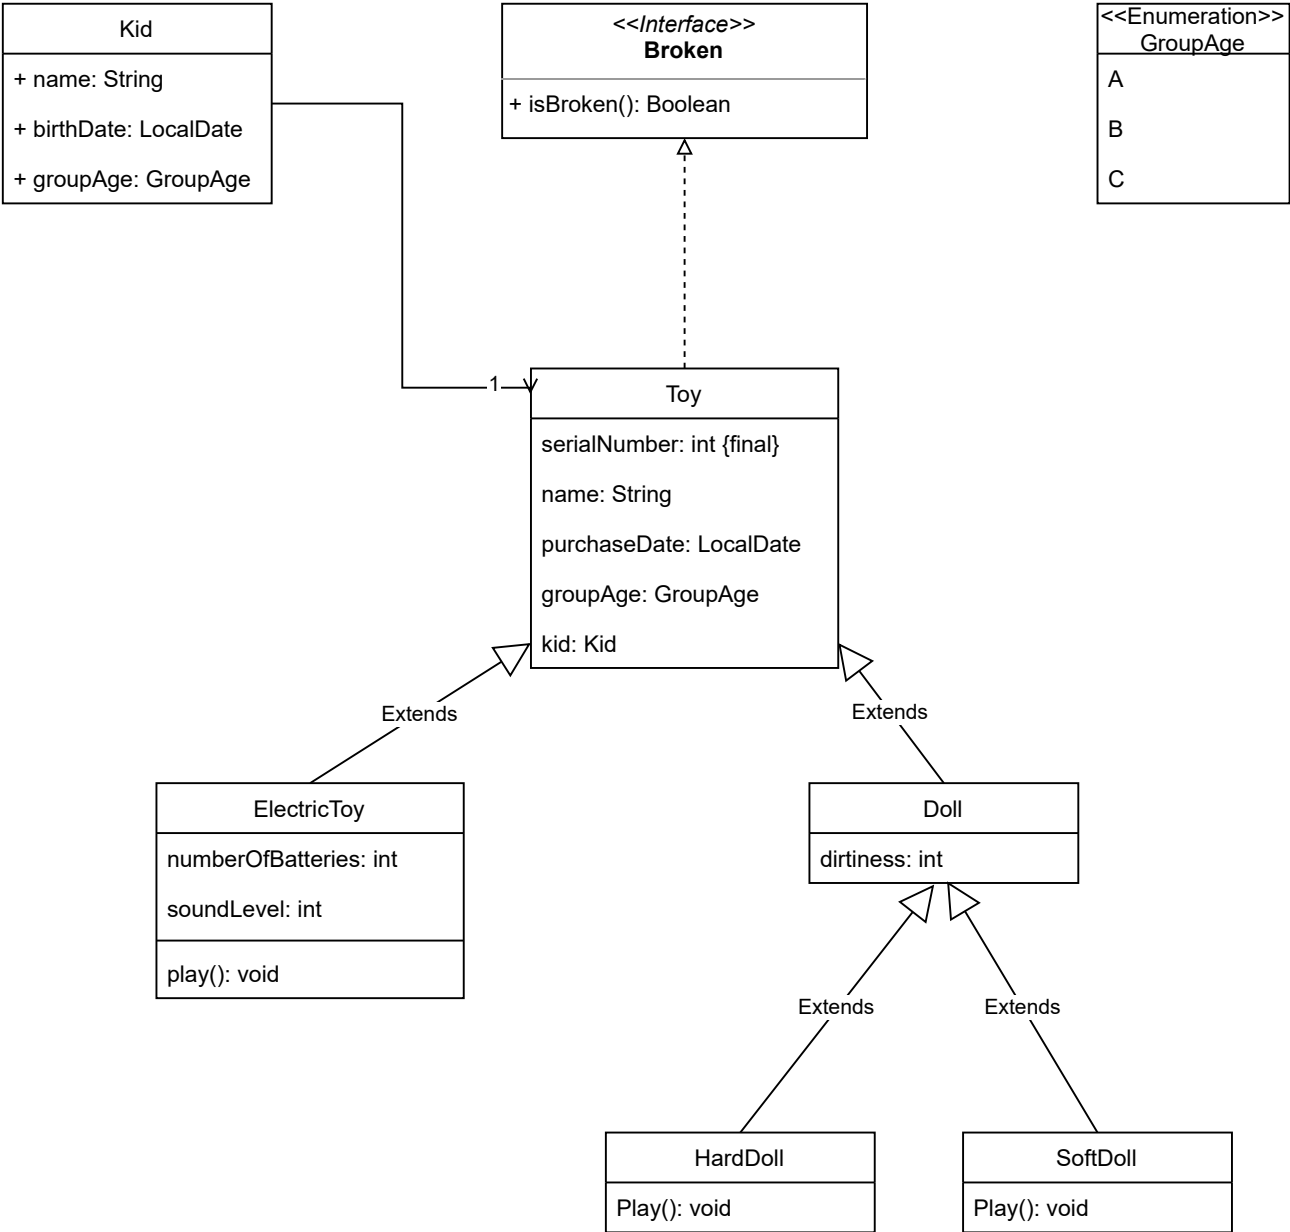 Kid
+ name: String
+ birthDate: LocalDate
+ groupAge: GroupAge
<<Interface>>
Broken
+ isBroken(): Boolean
<<Enumeration>>
GroupAge
A
B
C
1
Toy
serialNumber: int {final}
name: String
purchaseDate: LocalDate
groupAge: GroupAge
kid: Kid
Extends
Extends
ElectricToy
numberOfBatteries: int
soundLevel: int
play(): void
Doll
dirtiness: int
Extends
Extends
HardDoll
Play(): void
SoftDoll
Play(): void